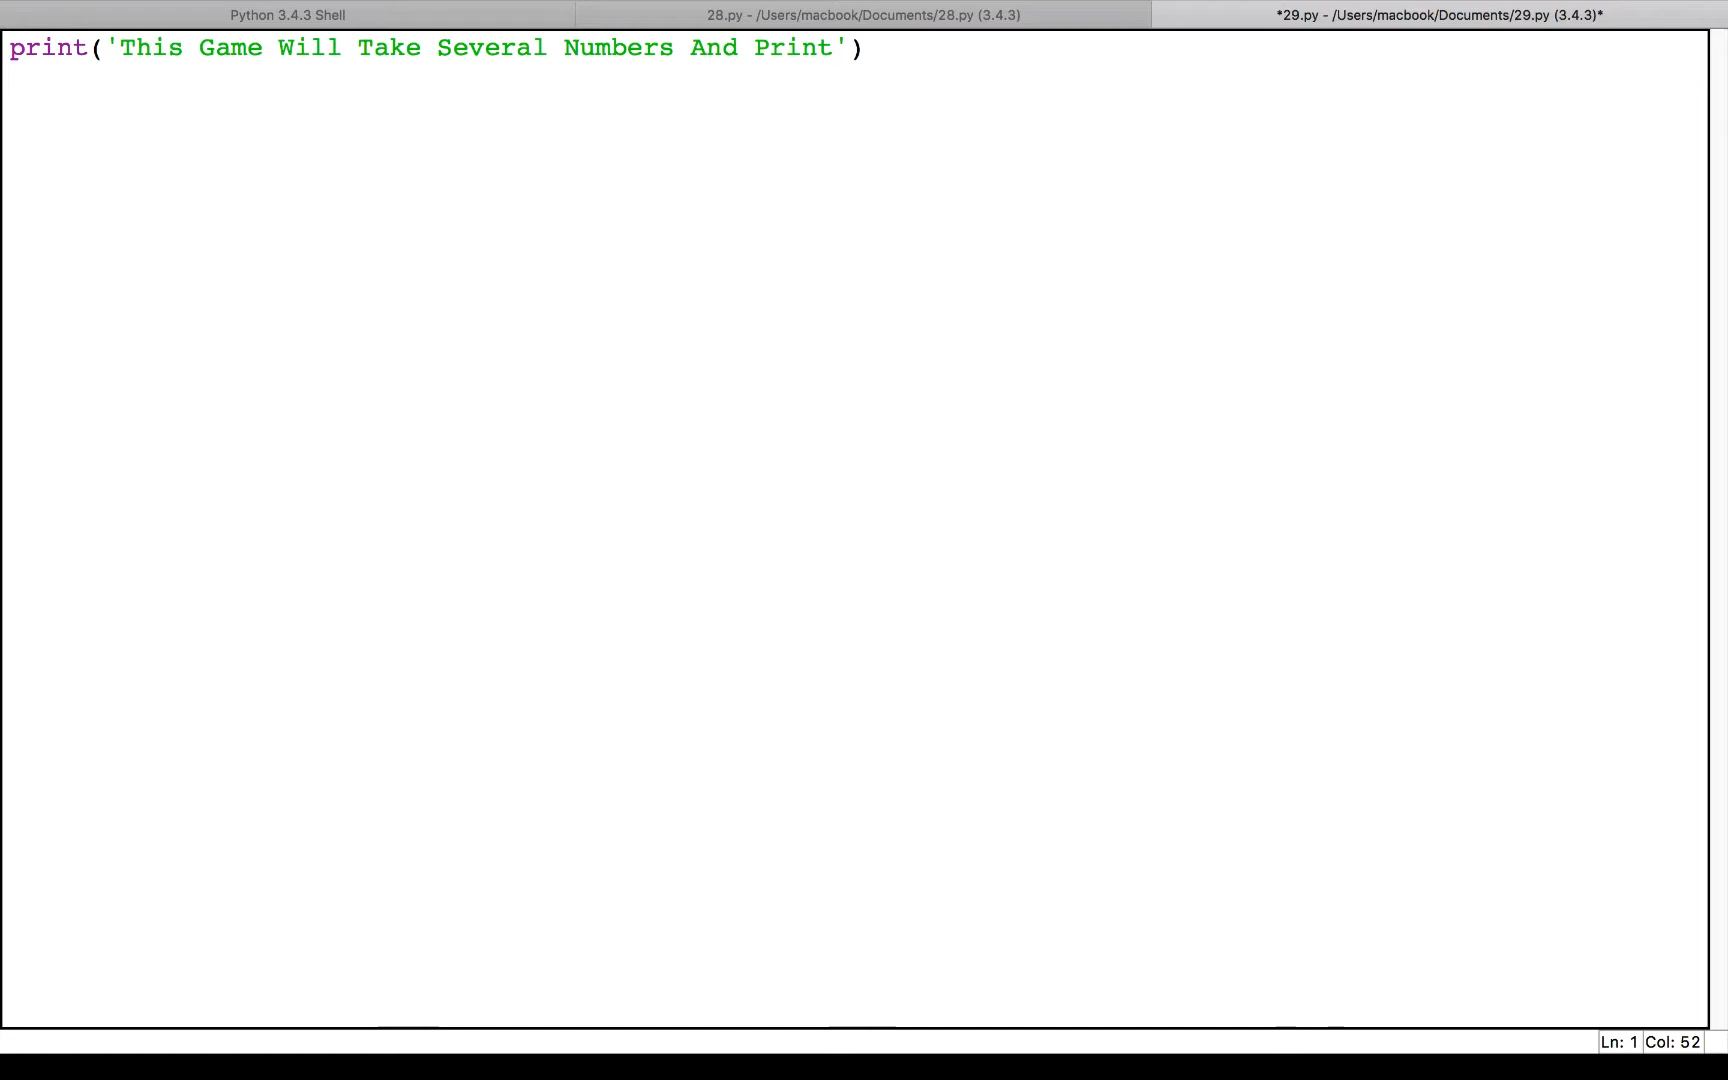 Python 3.4.3 Shell
28.py - /Users/macbook/Documents/28.py (3.4.3)
*29.py - /Users/macbook/Documents/29.py (3.4.3)*
print('This Game Will Take Several Numbers And Print')
Ln: 1 Col: 52